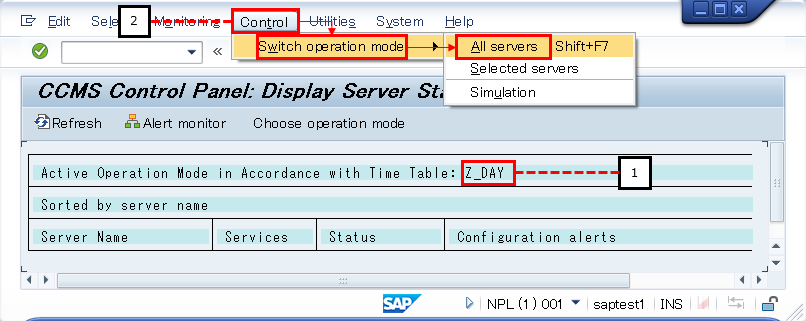 2
Edit Sele Monitoring Control Utilities System Help
Switch operation mode All servers Shift+F7
Selected servers
Simulation
CCMS Control Panel: Display Server Sta
Refresh Alert monitor Choose operation mode
Active Operation Mode in Accordance with Time Table: Z_DAY 1
Sorted by server name
Server Name Services Status Configuration alerts
SAP NPL (1) 001 saptest1 INS